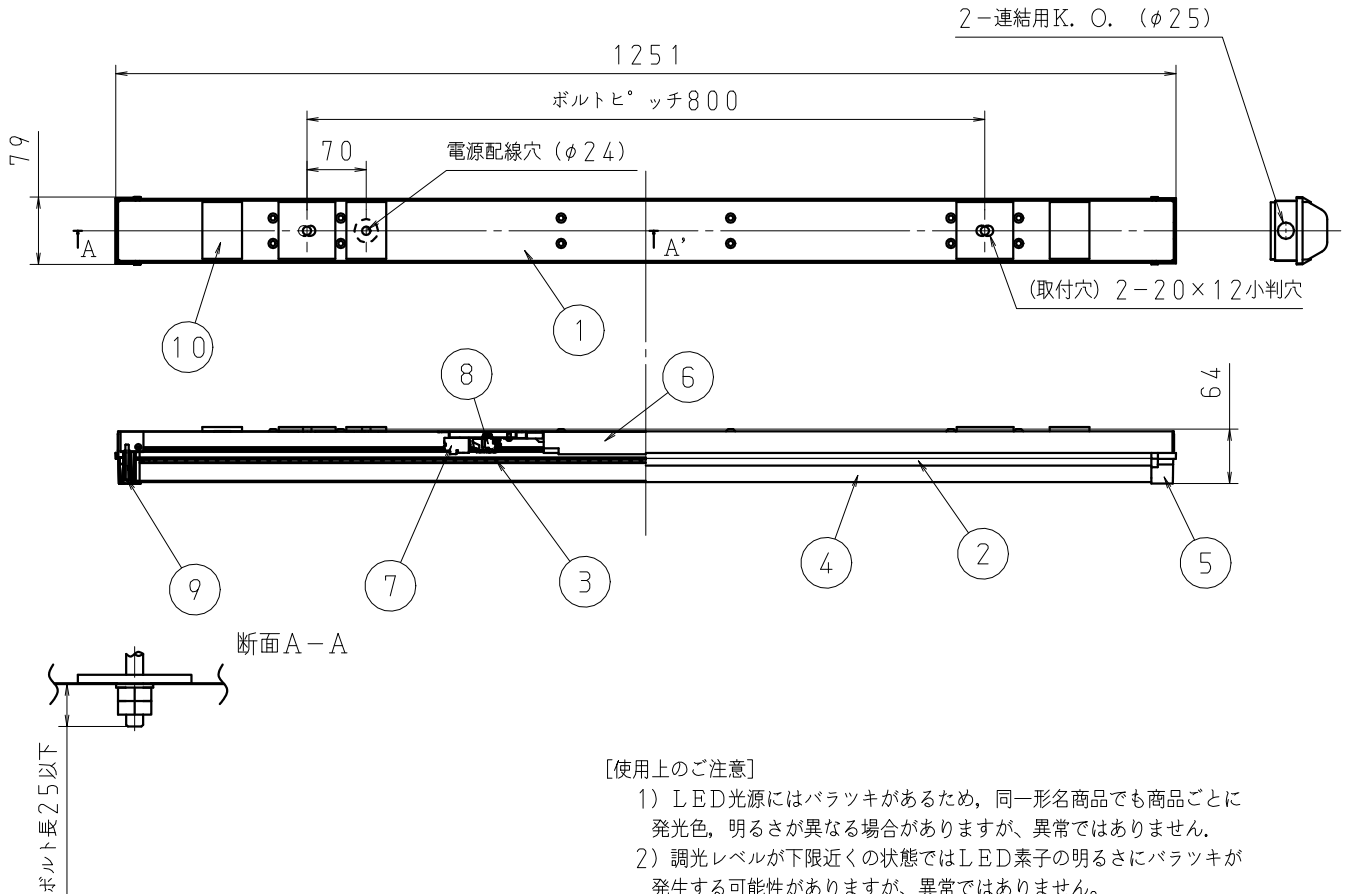 2－連結用K．O．（φ25）
1251
ボルトピッチ800
79
70
電源配線穴（φ24）
A
A'
（取付穴）2－20×12小判穴
10
1
8
6
64
9
7
3
4
2
5
断面A－A
ボルト長25以下
［使用上のご注意］
1）LED光源にはバラツキがあるため，同一形名商品でも商品ごとに
発光色，明るさが異なる場合がありますが、異常ではありません．
2）調光レベルが下限近くの状態ではLED素子の明るさにバラツキが
発生する可能性がありますが、異常ではありません。